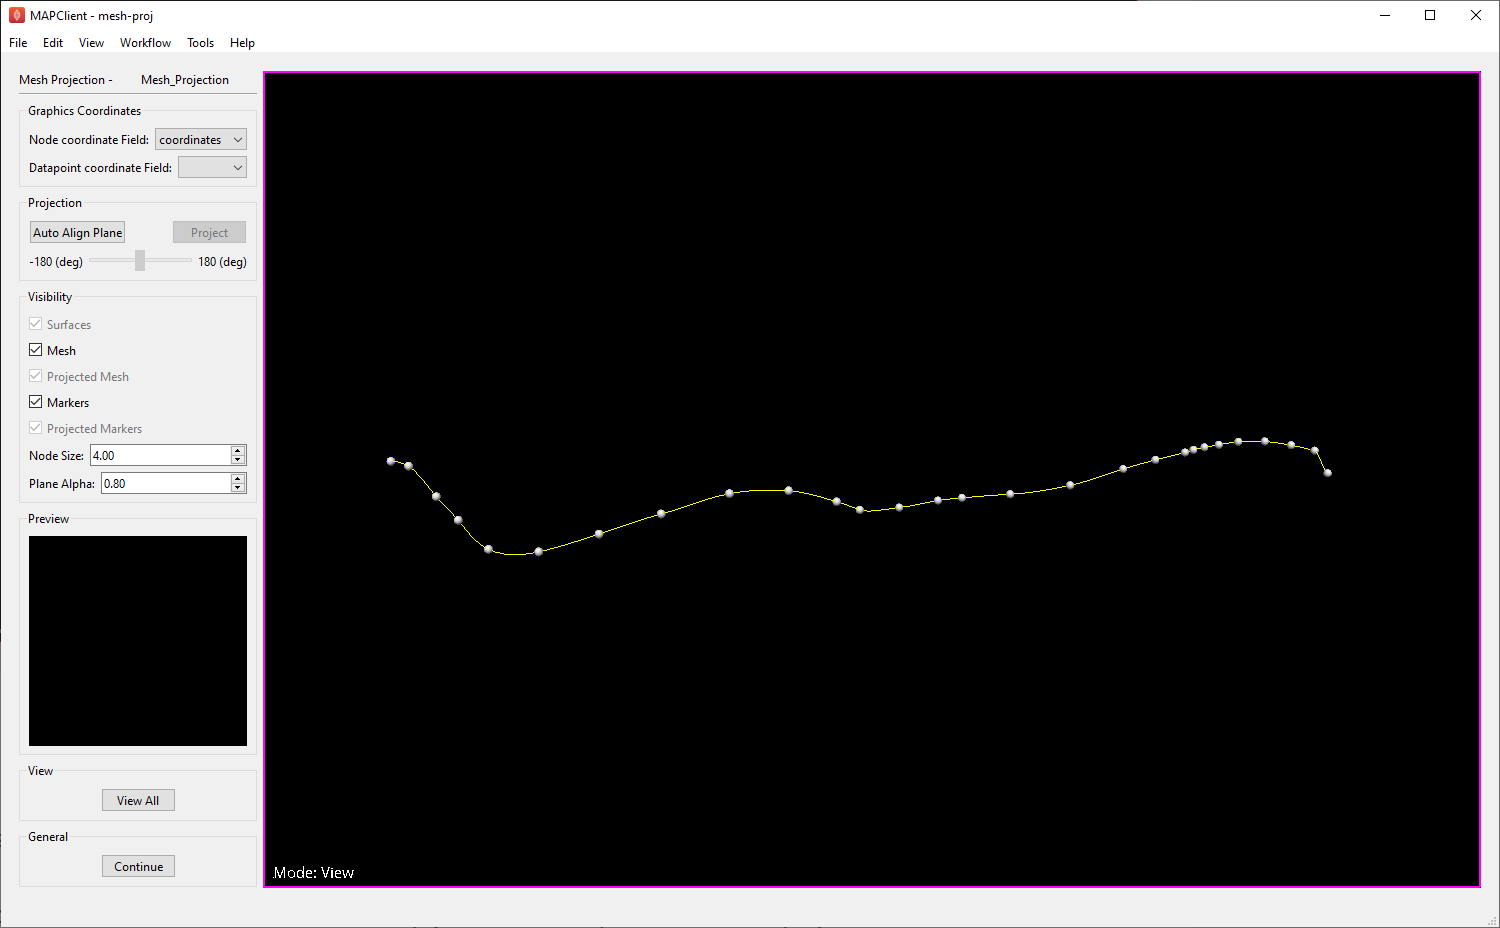 MAPClient - mesh-proj
File Edit View Workflow Tools Help
Mesh Projection - Mesh_Projection
Graphics Coordinates
Node coordinate Field: coordinates
Datapoint coordinate Field:
Projection
Auto Align Plane Project
-180 (deg) 180 (deg)
Visibility
Surfaces
Mesh
Projected Mesh
Markers
Projected Markers
Node Size: 4.00
Plane Alpha: 0.80
Preview
View
View All
General
Continue
Mode: View